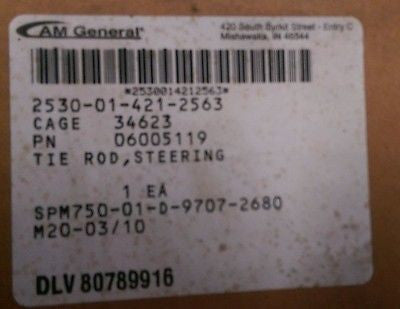 AM General®
420 South Byrkit Street - Entry C
Mishawaka, IN 46544
*2530014212563*
2530-01-421-2563
CAGE 34623
PN 06005119
TIE ROD,STEERING
1 EA
SPM750-01-D-9707-2680
M20-03/10
DLV 80789916